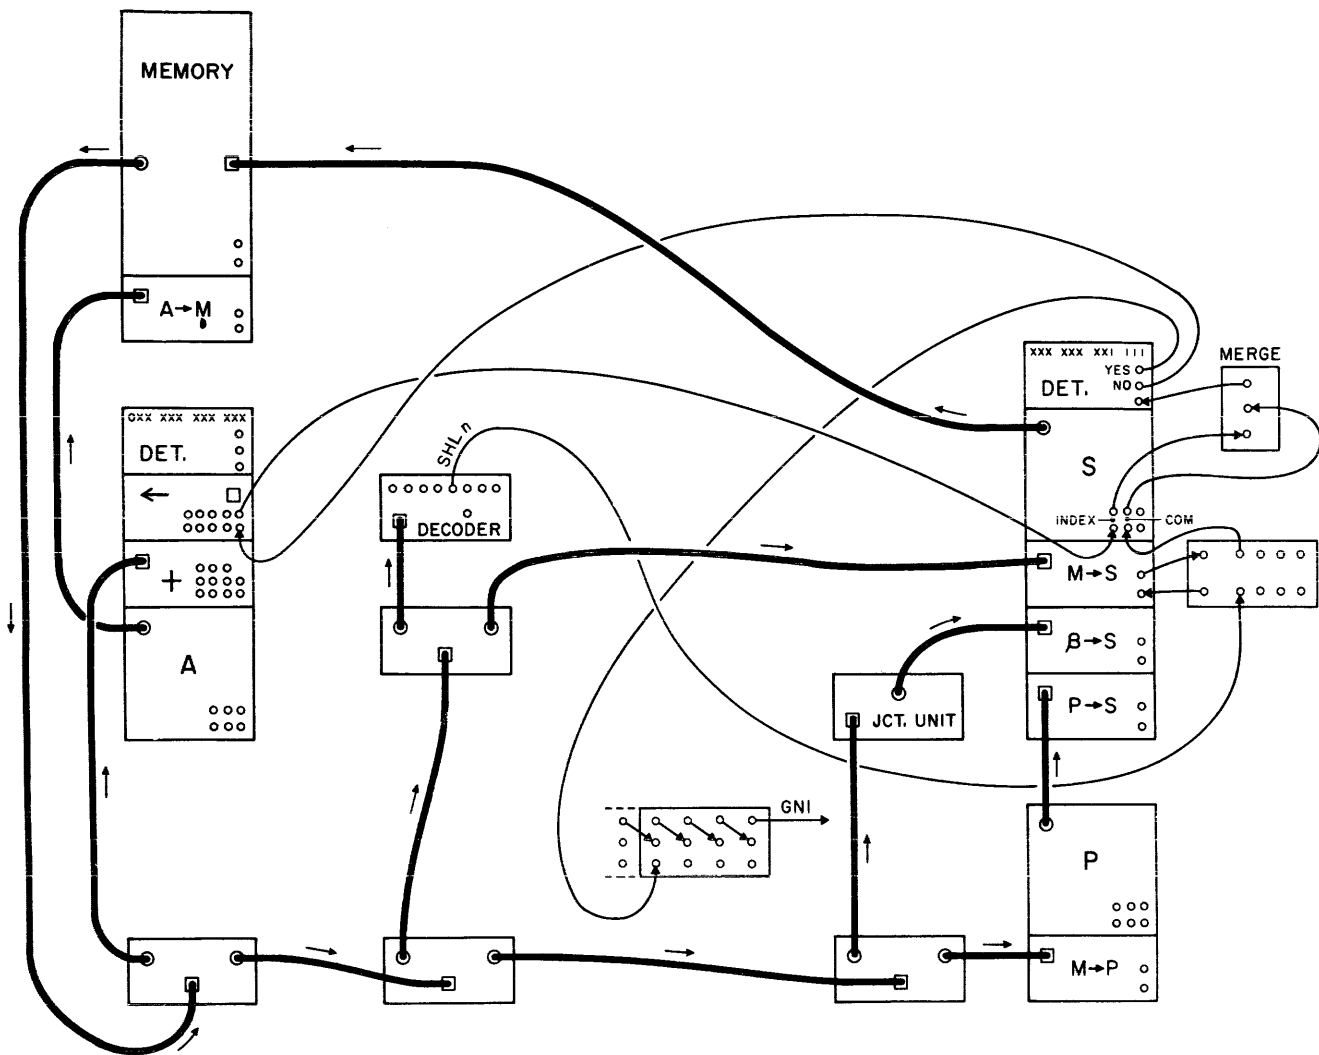 MEMORY
A→M
XXX XXX XXI III
YES
NO
DET.
MERGE
S
INDEX
COM
0XX XXX XXX XXX
DET.
←
+
A
SHL n
DECODER
M→S
β→S
P→S
JCT. UNIT
GNI
P
M→P